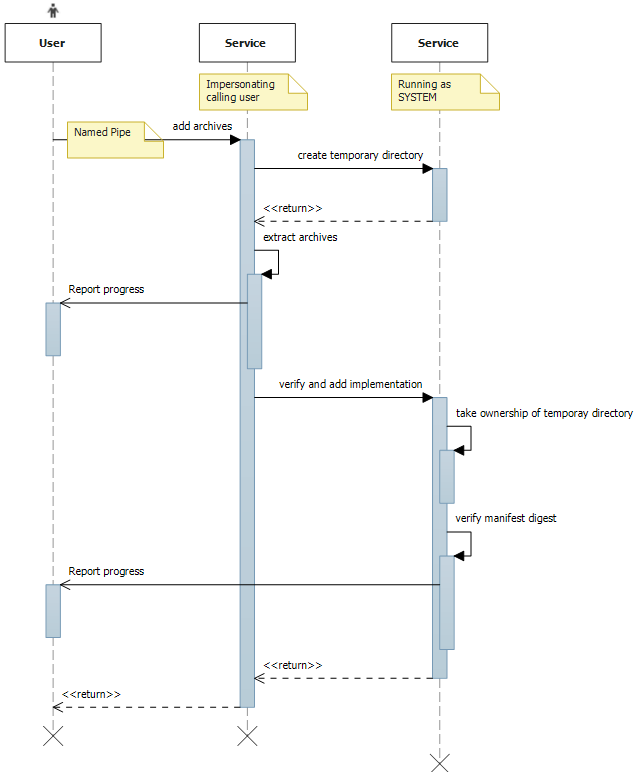 User
Service
Service
Impersonating
calling user
Running as
SYSTEM
Named Pipe
add archives
create temporary directory
<<return>>
extract archives
Report progress
verify and add implementation
take ownership of temporay directory
verify manifest digest
Report progress
<<return>>
<<return>>